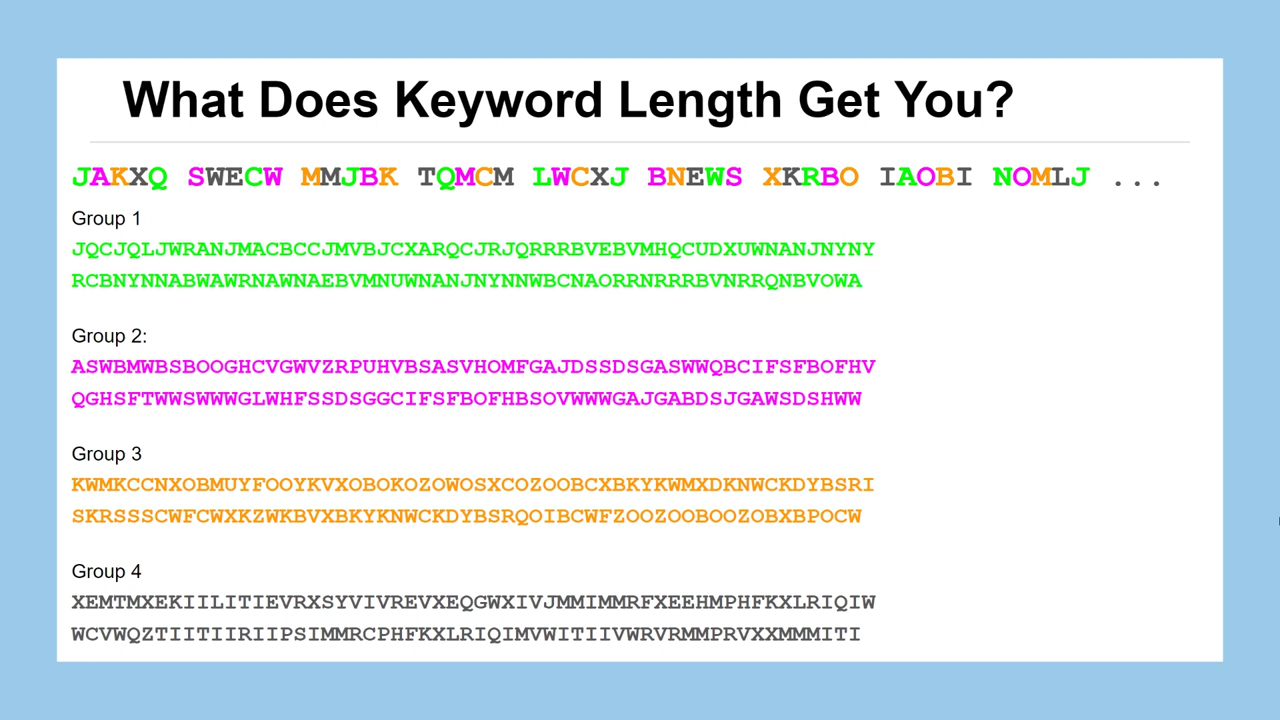 What Does Keyword Length Get You?
JAKXQ SWECW MMJBK TQMCM LWCXJ BNEWS XKRBO IAOBI NOMLJ ...
Group 1
JQCJQLJWRANJMACBCCJMVBJCXARQCJRJQRRRBVEBVMHQCUDXUWNANJNYNY
RCBNYNNABWAWRNAWNAEBVMNUWNANJNYNNWBCNAORRNRRRBVNRRQNBVOWA
Group 2:
ASWBMWBSBOOGHCVGWVZRPUHVBSASVHOMFGAJDSSDSGASWWQBCIFSFBOFHV
QGHSFTWWSWWWGLWHFSSDSGGCIFSFBOFHBSOVWWWGAJGABDSJGAWSDSHWW
Group 3
KWMKCCNXOBMUYFOOYKVXOBOKOZOWOSXCOZOOBCXBKYKWMXDKNWCKDYBSRI
SKRSSSCWFCWXKZWKBVXBKYKNWCKDYBSRQOIBCWFZOOZOOBOOZOBXBPOCW
Group 4
XEMTMXEKIILITIEVRXSYVIVREVXEQGWXIVJMMIMMRFXEEHMPHFKXLRIQIW
WCVWQZTIITIIRIIPSIMMRCPHFKXLRIQIMVWITIIVWRVRMMPRVXXMMMITI